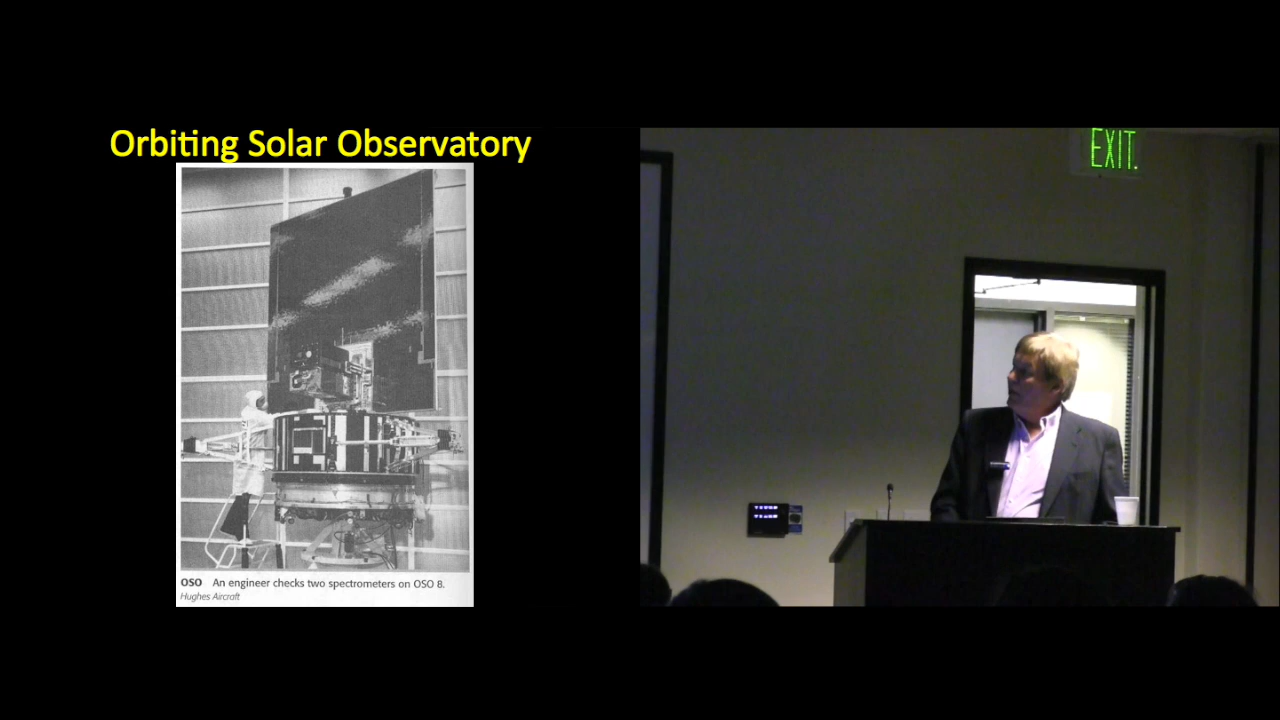 Orbiting Solar Observatory
EXIT
OSO An engineer checks two spectrometers on OSO 8.
Hughes Aircraft